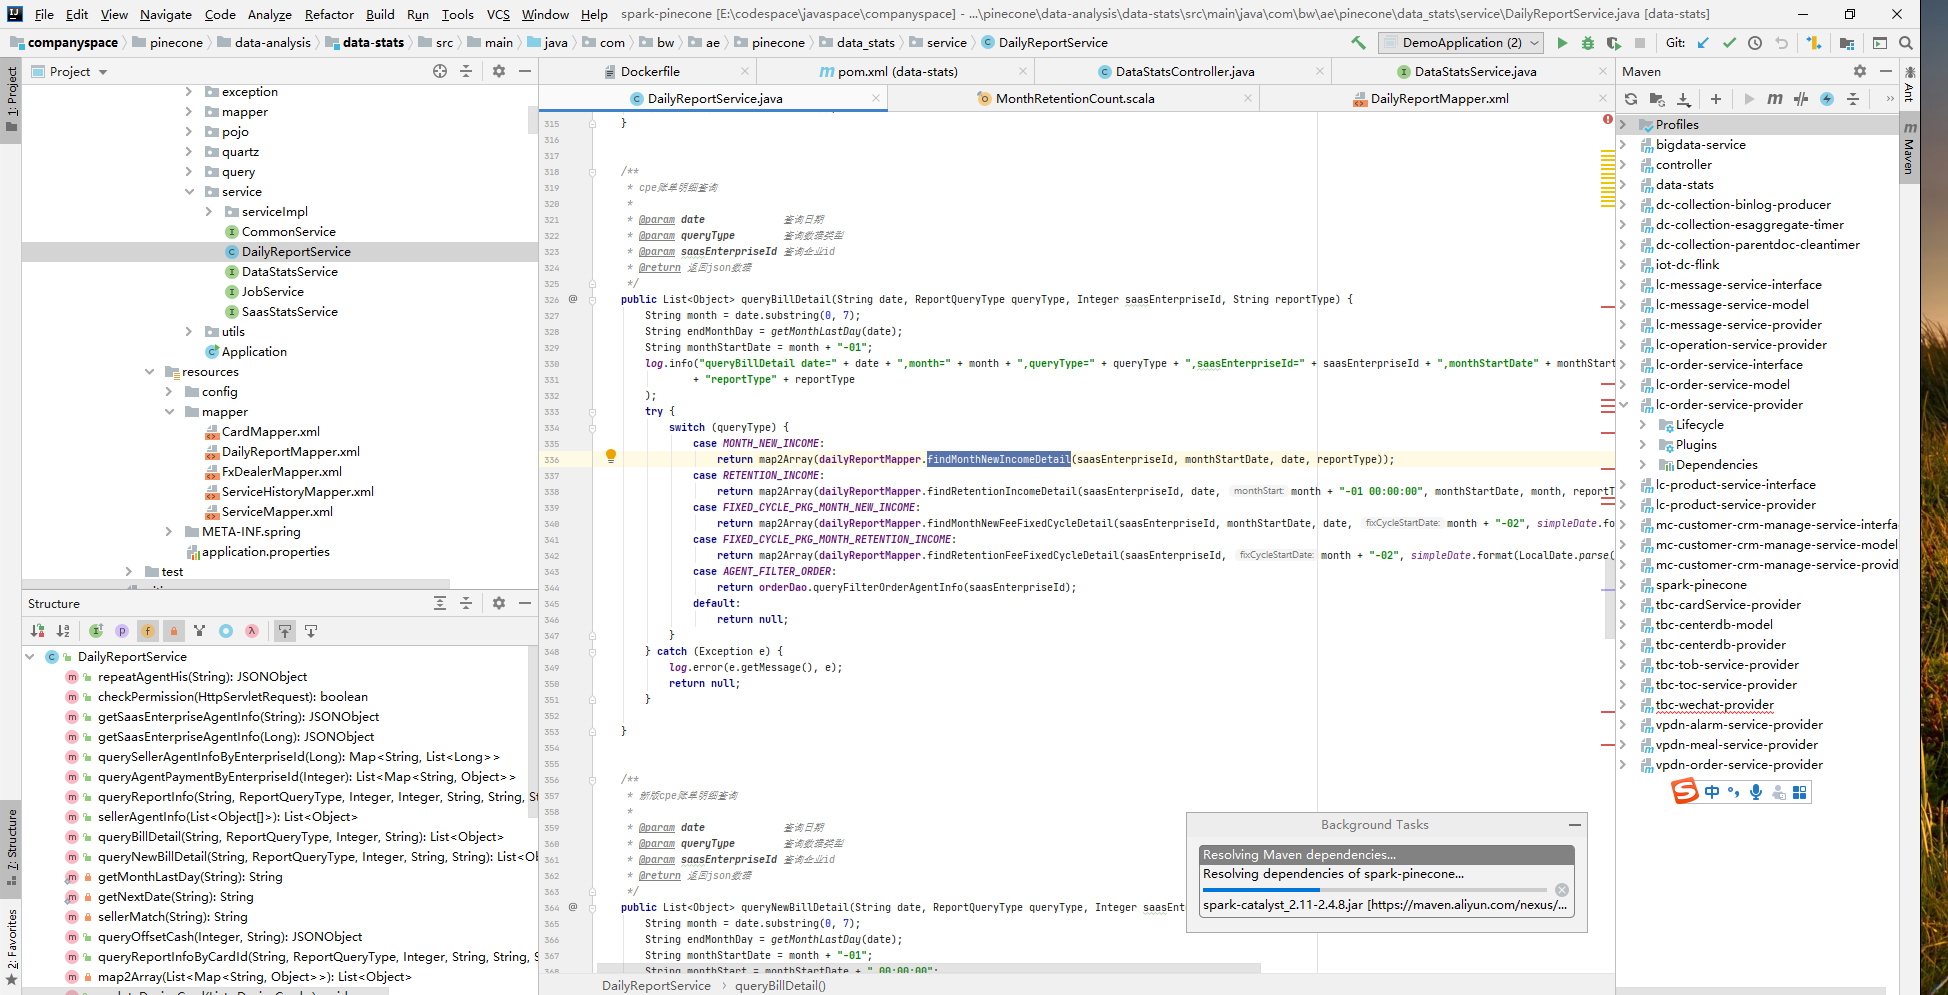 File Edit View Navigate Code Analyze Refactor Build Run Tools VCS Window Help spark-pinecone [E:\codespace\javaspace\companyspace] - ...\pinecone\data-analysis\data-stats\src\main\java\com\bw\ae\pinecone\data_stats\service\DailyReportService.java [data-stats]
companyspace pinecone data-analysis data-stats src main java com bw ae pinecone data_stats service DailyReportService DemoApplication (2) Git:
1: Project
7: Structure
2: Favorites
Project
exception
mapper
pojo
quartz
query
service
serviceImpl
CommonService
DailyReportService
DataStatsService
JobService
SaasStatsService
utils
Application
resources
config
mapper
CardMapper.xml
DailyReportMapper.xml
FxDealerMapper.xml
ServiceHistoryMapper.xml
ServiceMapper.xml
META-INF.spring
application.properties
test
Structure
DailyReportService
repeatAgentHis(String): JSONObject
checkPermission(HttpServletRequest): boolean
getSaasEnterpriseAgentInfo(String): JSONObject
getSaasEnterpriseAgentInfo(Long): JSONObject
querySellerAgentInfoByEnterpriseId(Long): Map<String, List<Long>>
queryAgentPaymentByEnterpriseId(Integer): List<Map<String, Object>>
queryReportInfo(String, ReportQueryType, Integer, Integer, String, String, S
sellerAgentInfo(List<Object[]>): List<Object>
queryBillDetail(String, ReportQueryType, Integer, String): List<Object>
queryNewBillDetail(String, ReportQueryType, Integer, String, String): List<O
getMonthLastDay(String): String
getNextDate(String): String
sellerMatch(String): String
queryOffsetCash(Integer, String): JSONObject
queryReportInfoByCardId(String, ReportQueryType, Integer, String, String, S
map2Array(List<Map<String, Object>>): List<Object>
Dockerfile pom.xml (data-stats) DataStatsController.java DataStatsService.java
DailyReportService.java MonthRetentionCount.scala DailyReportMapper.xml
315 }
316
317
318 /**
319 * cpe账单明细查询
320 *
321 * @param date 查询日期
322 * @param queryType 查询数据类型
323 * @param saasEnterpriseId 查询企业id
324 * @return 返回json数据
325 */
326 @ public List<Object> queryBillDetail(String date, ReportQueryType queryType, Integer saasEnterpriseId, String reportType) {
327 String month = date.substring(0, 7);
328 String endMonthDay = getMonthLastDay(date);
329 String monthStartDate = month + "-01";
330 log.info("queryBillDetail date=" + date + ",month=" + month + ",queryType=" + queryType + ",saasEnterpriseId=" + saasEnterpriseId + ",monthStartDate" + monthStart
331 + "reportType" + reportType
332 );
333 try {
334 switch (queryType) {
335 case MONTH_NEW_INCOME:
336 return map2Array(dailyReportMapper.findMonthNewIncomeDetail(saasEnterpriseId, monthStartDate, date, reportType));
337 case RETENTION_INCOME:
338 return map2Array(dailyReportMapper.findRetentionIncomeDetail(saasEnterpriseId, date, monthStart: month + "-01 00:00:00", monthStartDate, month, reportT
339 case FIXED_CYCLE_PKG_MONTH_NEW_INCOME:
340 return map2Array(dailyReportMapper.findMonthNewFeeFixedCycleDetail(saasEnterpriseId, monthStartDate, date, fixCycleStartDate: month + "-02", simpleDate.fo
341 case FIXED_CYCLE_PKG_MONTH_RETENTION_INCOME:
342 return map2Array(dailyReportMapper.findRetentionFeeFixedCycleDetail(saasEnterpriseId, fixCycleStartDate: month + "-02", simpleDate.format(LocalDate.parse(
343 case AGENT_FILTER_ORDER:
344 return orderDao.queryFilterOrderAgentInfo(saasEnterpriseId);
345 default:
346 return null;
347 }
348 } catch (Exception e) {
349 log.error(e.getMessage(), e);
350 return null;
351 }
352
353 }
354
355
356 /**
357 * 新版cpe账单明细查询
358 *
359 * @param date 查询日期
360 * @param queryType 查询数据类型
361 * @param saasEnterpriseId 查询企业id
362 * @return 返回json数据
363 */
364 @ public List<Object> queryNewBillDetail(String date, ReportQueryType queryType, Integer saasEnt
365 String month = date.substring(0, 7);
366 String endMonthDay = getMonthLastDay(date);
367 String monthStartDate = month + "-01";
368 String monthStart = monthStartDate + " 00:00:00";
DailyReportService queryBillDetail()
Background Tasks
Resolving Maven dependencies...
Resolving dependencies of spark-pinecone...
spark-catalyst_2.11-2.4.8.jar [https://maven.aliyun.com/nexus/...
Maven
Profiles
bigdata-service
controller
data-stats
dc-collection-binlog-producer
dc-collection-esaggregate-timer
dc-collection-parentdoc-cleantimer
iot-dc-flink
lc-message-service-interface
lc-message-service-model
lc-message-service-provider
lc-operation-service-provider
lc-order-service-interface
lc-order-service-model
lc-order-service-provider
Lifecycle
Plugins
Dependencies
lc-product-service-interface
lc-product-service-provider
mc-customer-crm-manage-service-interfa
mc-customer-crm-manage-service-model
mc-customer-crm-manage-service-provid
spark-pinecone
tbc-cardService-provider
tbc-centerdb-model
tbc-centerdb-provider
tbc-tob-service-provider
tbc-toc-service-provider
tbc-wechat-provider
vpdn-alarm-service-provider
vpdn-meal-service-provider
vpdn-order-service-provider
中
Ant
Maven